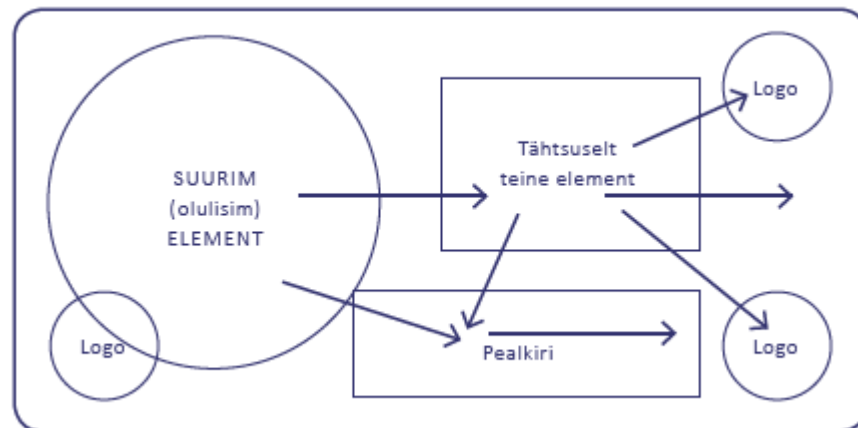 SUURIM
(olulisim)
ELEMENT
Tähtsuselt
teine element
Logo
Logo
Pealkiri
Logo